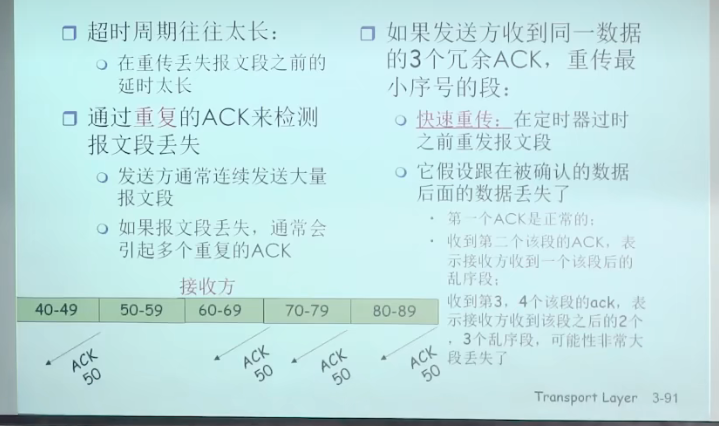 超时周期往往太长：
在重传丢失报文段之前的
延时太长
通过重复的ACK来检测
报文段丢失
发送方通常连续发送大量
报文段
如果报文段丢失，通常会
引起多个重复的ACK
如果发送方收到同一数据
的3个冗余ACK，重传最
小序号的段：
快速重传：在定时器过时
之前重发报文段
它假设跟在被确认的数据
后面的数据丢失了
第一个ACK是正常的；
收到第二个该段的ACK，表
示接收方收到一个该段后的
乱序段；
收到第3，4个该段的ack，表
示接收方收到该段之后的2个
，3个乱序段，可能性非常大
段丢失了
接收方
40-49 50-59 60-69 70-79 80-89
ACK
50
ACK
50
ACK
50
ACK
50
Transport Layer 3-91